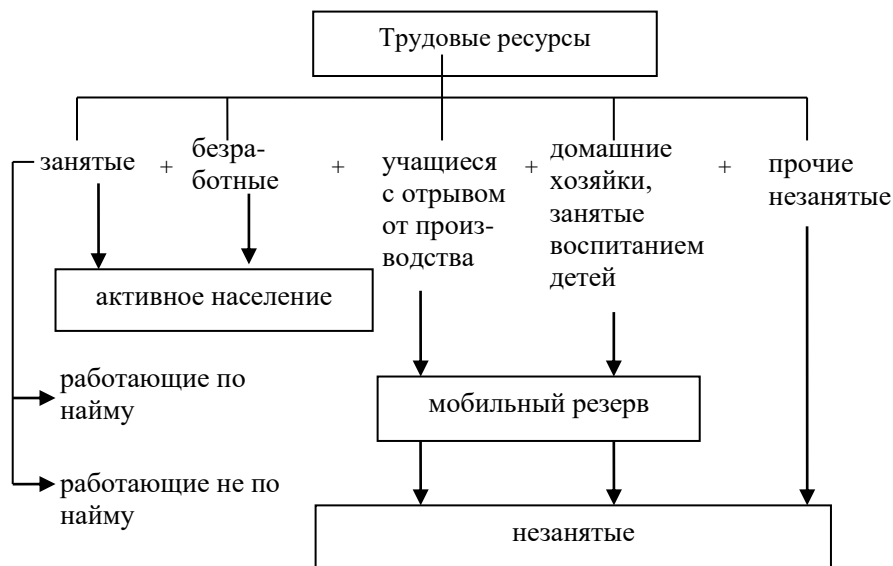 Трудовые ресурсы
занятые
+
безра-
ботные
+
учащиеся
с отрывом
от произ-
водства
+
домашние
хозяйки,
занятые
воспитанием
детей
+
прочие
незанятые
активное население
работающие по
найму
мобильный резерв
работающие не по
найму
незанятые